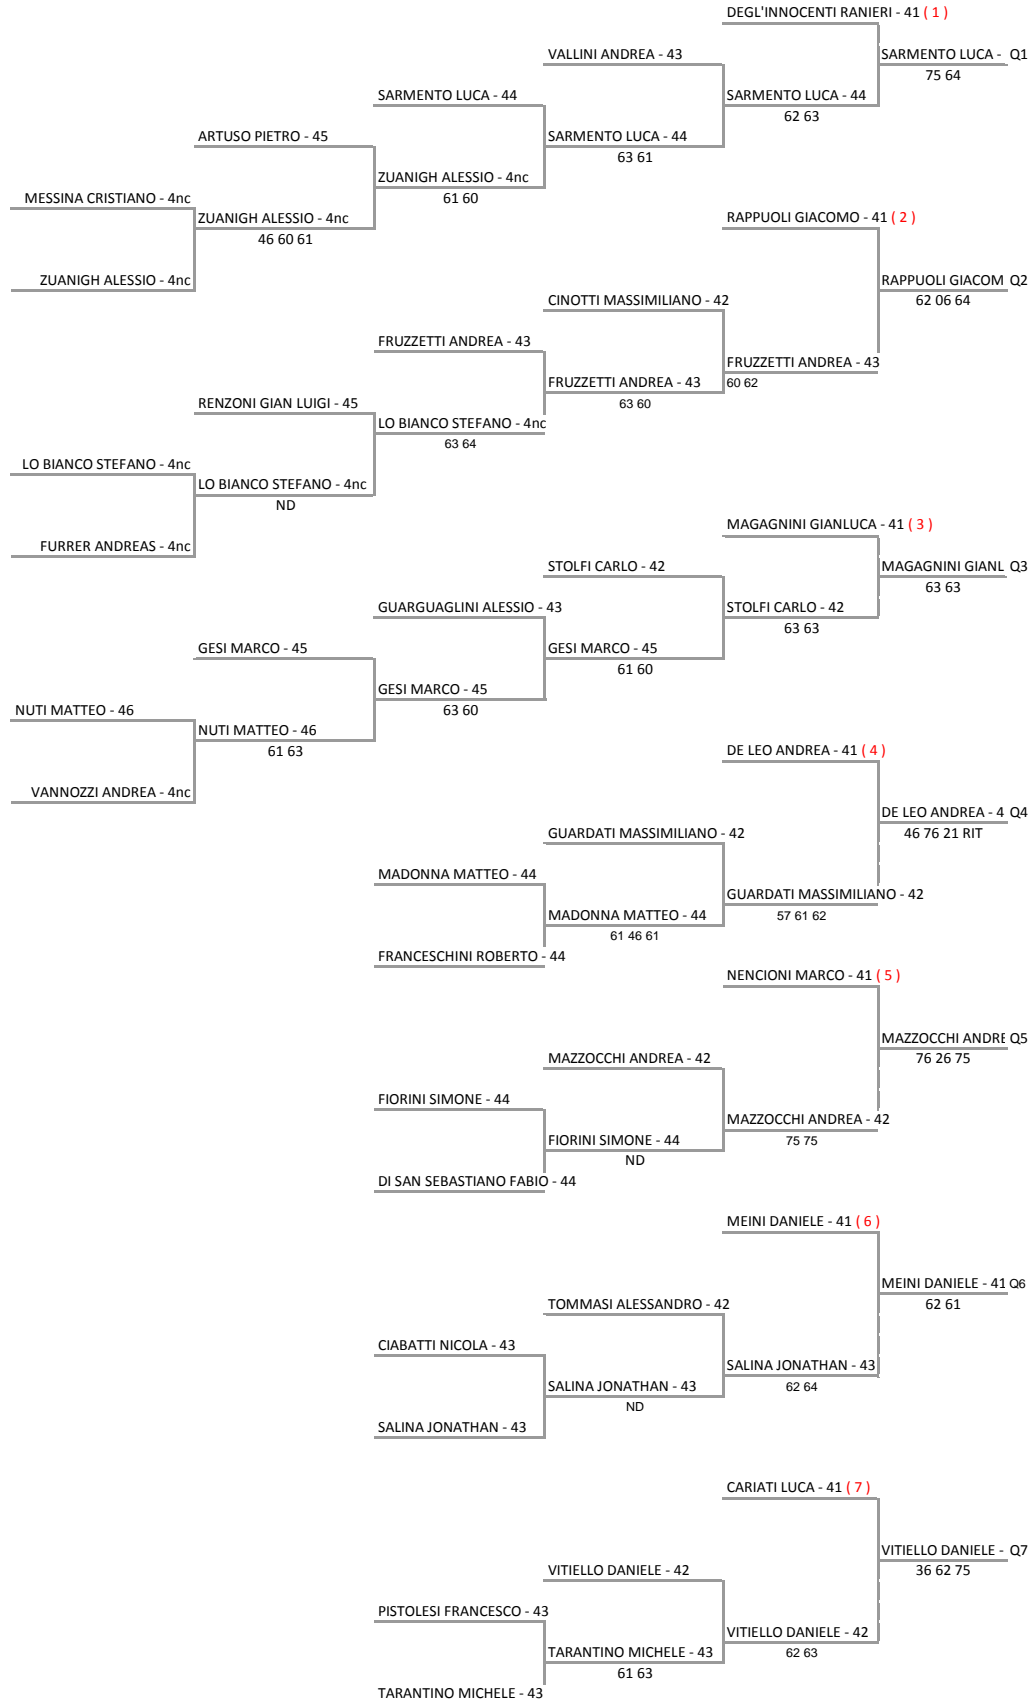 DEGL'INNOCENTI RANIERI - 41 ( 1 )
VALLINI ANDREA - 43
SARMENTO LUCA - Q1
75 64
SARMENTO LUCA - 44
SARMENTO LUCA - 44
62 63
ARTUSO PIETRO - 45
SARMENTO LUCA - 44
63 61
ZUANIGH ALESSIO - 4nc
61 60
MESSINA CRISTIANO - 4nc
ZUANIGH ALESSIO - 4nc
46 60 61
RAPPUOLI GIACOMO - 41 ( 2 )
ZUANIGH ALESSIO - 4nc
RAPPUOLI GIACOM Q2
62 06 64
CINOTTI MASSIMILIANO - 42
FRUZZETTI ANDREA - 43
FRUZZETTI ANDREA - 43
60 62
FRUZZETTI ANDREA - 43
63 60
RENZONI GIAN LUIGI - 45
LO BIANCO STEFANO - 4nc
63 64
LO BIANCO STEFANO - 4nc
LO BIANCO STEFANO - 4nc
ND
MAGAGNINI GIANLUCA - 41 ( 3 )
FURRER ANDREAS - 4nc
STOLFI CARLO - 42
MAGAGNINI GIANL Q3
63 63
GUARGUAGLINI ALESSIO - 43
STOLFI CARLO - 42
63 63
GESI MARCO - 45
GESI MARCO - 45
61 60
GESI MARCO - 45
63 60
NUTI MATTEO - 46
NUTI MATTEO - 46
61 63
DE LEO ANDREA - 41 ( 4 )
VANNOZZI ANDREA - 4nc
DE LEO ANDREA - 4 Q4
46 76 21 RIT
GUARDATI MASSIMILIANO - 42
MADONNA MATTEO - 44
GUARDATI MASSIMILIANO - 42
57 61 62
MADONNA MATTEO - 44
61 46 61
FRANCESCHINI ROBERTO - 44
NENCIONI MARCO - 41 ( 5 )
MAZZOCCHI ANDRE Q5
76 26 75
MAZZOCCHI ANDREA - 42
FIORINI SIMONE - 44
MAZZOCCHI ANDREA - 42
75 75
FIORINI SIMONE - 44
ND
DI SAN SEBASTIANO FABIO - 44
MEINI DANIELE - 41 ( 6 )
MEINI DANIELE - 41 Q6
62 61
TOMMASI ALESSANDRO - 42
CIABATTI NICOLA - 43
SALINA JONATHAN - 43
62 64
SALINA JONATHAN - 43
ND
SALINA JONATHAN - 43
CARIATI LUCA - 41 ( 7 )
VITIELLO DANIELE - Q7
36 62 75
VITIELLO DANIELE - 42
PISTOLESI FRANCESCO - 43
VITIELLO DANIELE - 42
62 63
TARANTINO MICHELE - 43
61 63
TARANTINO MICHELE - 43